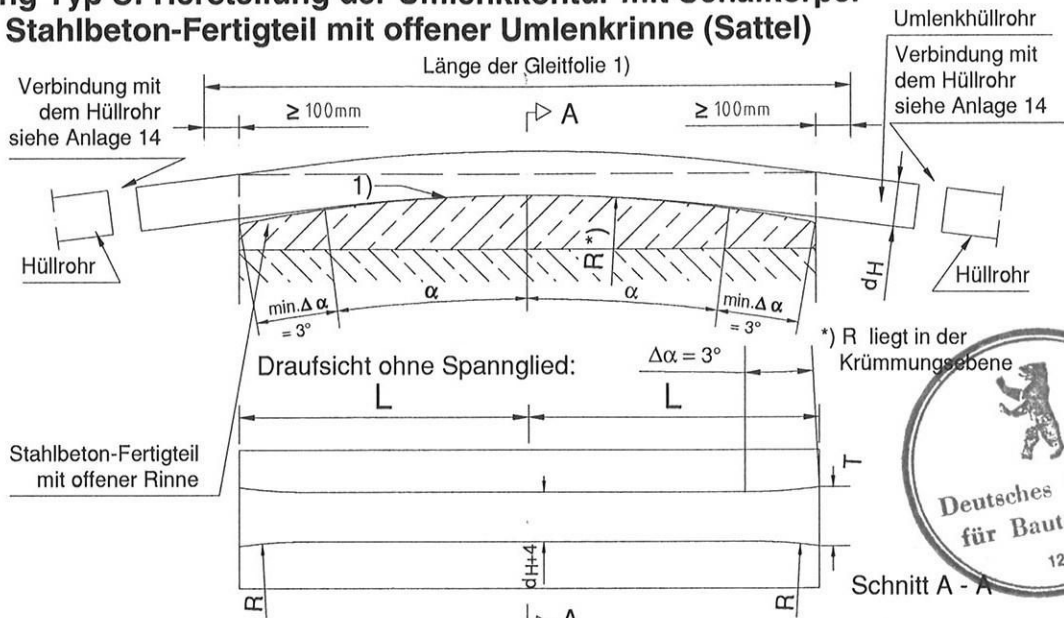 Stahlbeton-Fertigteil mit offener Umlenkrinne (Sattel)
Umlenkhüllrohr
Verbindung mit
dem Hüllrohr
siehe Anlage 14
Länge der Gleitfolie 1)
Verbindung mit
dem Hüllrohr
siehe Anlage 14
≥ 100mm
A
≥ 100mm
1)
R*)
dH
Hüllrohr
Hüllrohr
min.Δα
= 3°
α
α
min.Δα
= 3°
*) R liegt in der
Krümmungsebene
Draufsicht ohne Spannglied:
Δα = 3°
L
L
Stahlbeton-Fertigteil
mit offener Rinne
T
Deutsches
für Baut
12
dH+4
R
R
A
Schnitt A - A